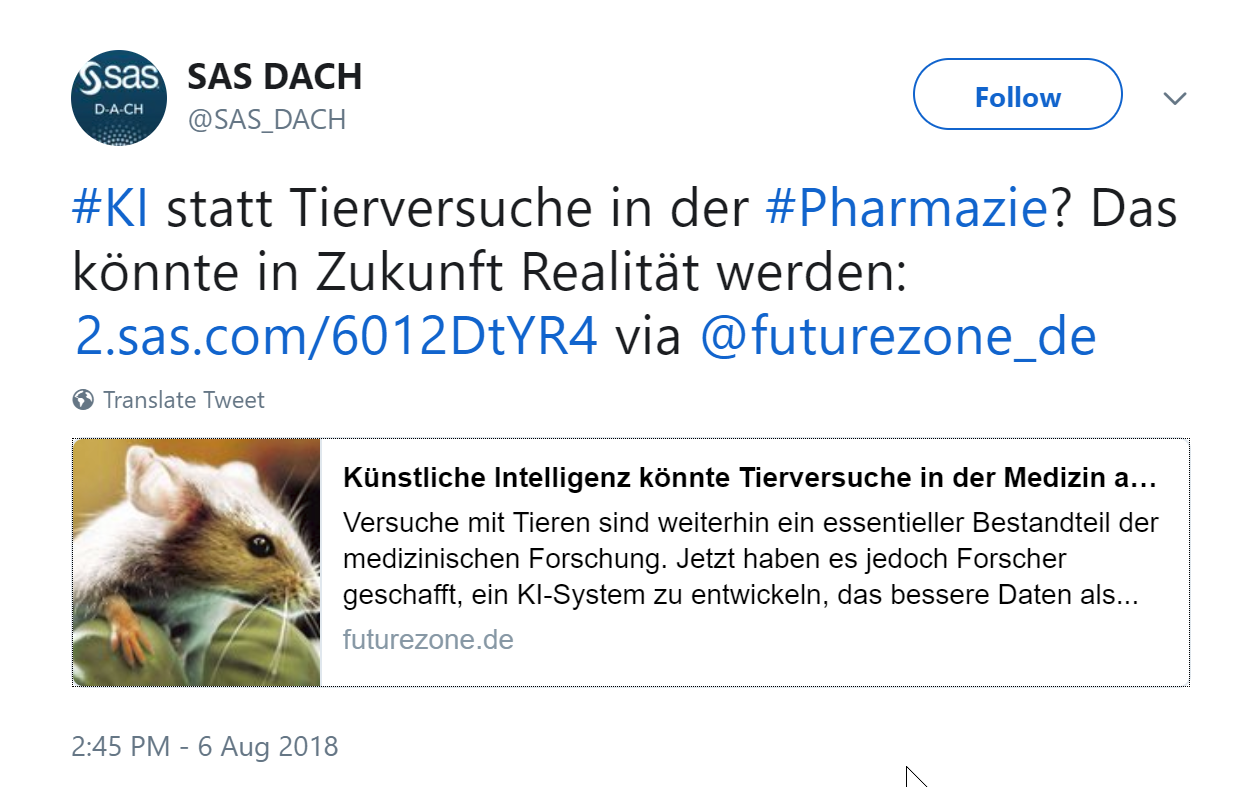 sas
D-A-CH
SAS DACH
@SAS_DACH
Follow
#KI statt Tierversuche in der #Pharmazie? Das
könnte in Zukunft Realität werden:
2.sas.com/6012DtYR4 via @futurezone_de
Translate Tweet
Künstliche Intelligenz könnte Tierversuche in der Medizin a…
Versuche mit Tieren sind weiterhin ein essentieller Bestandteil der
medizinischen Forschung. Jetzt haben es jedoch Forscher
geschafft, ein KI-System zu entwickeln, das bessere Daten als...
futurezone.de
2:45 PM - 6 Aug 2018